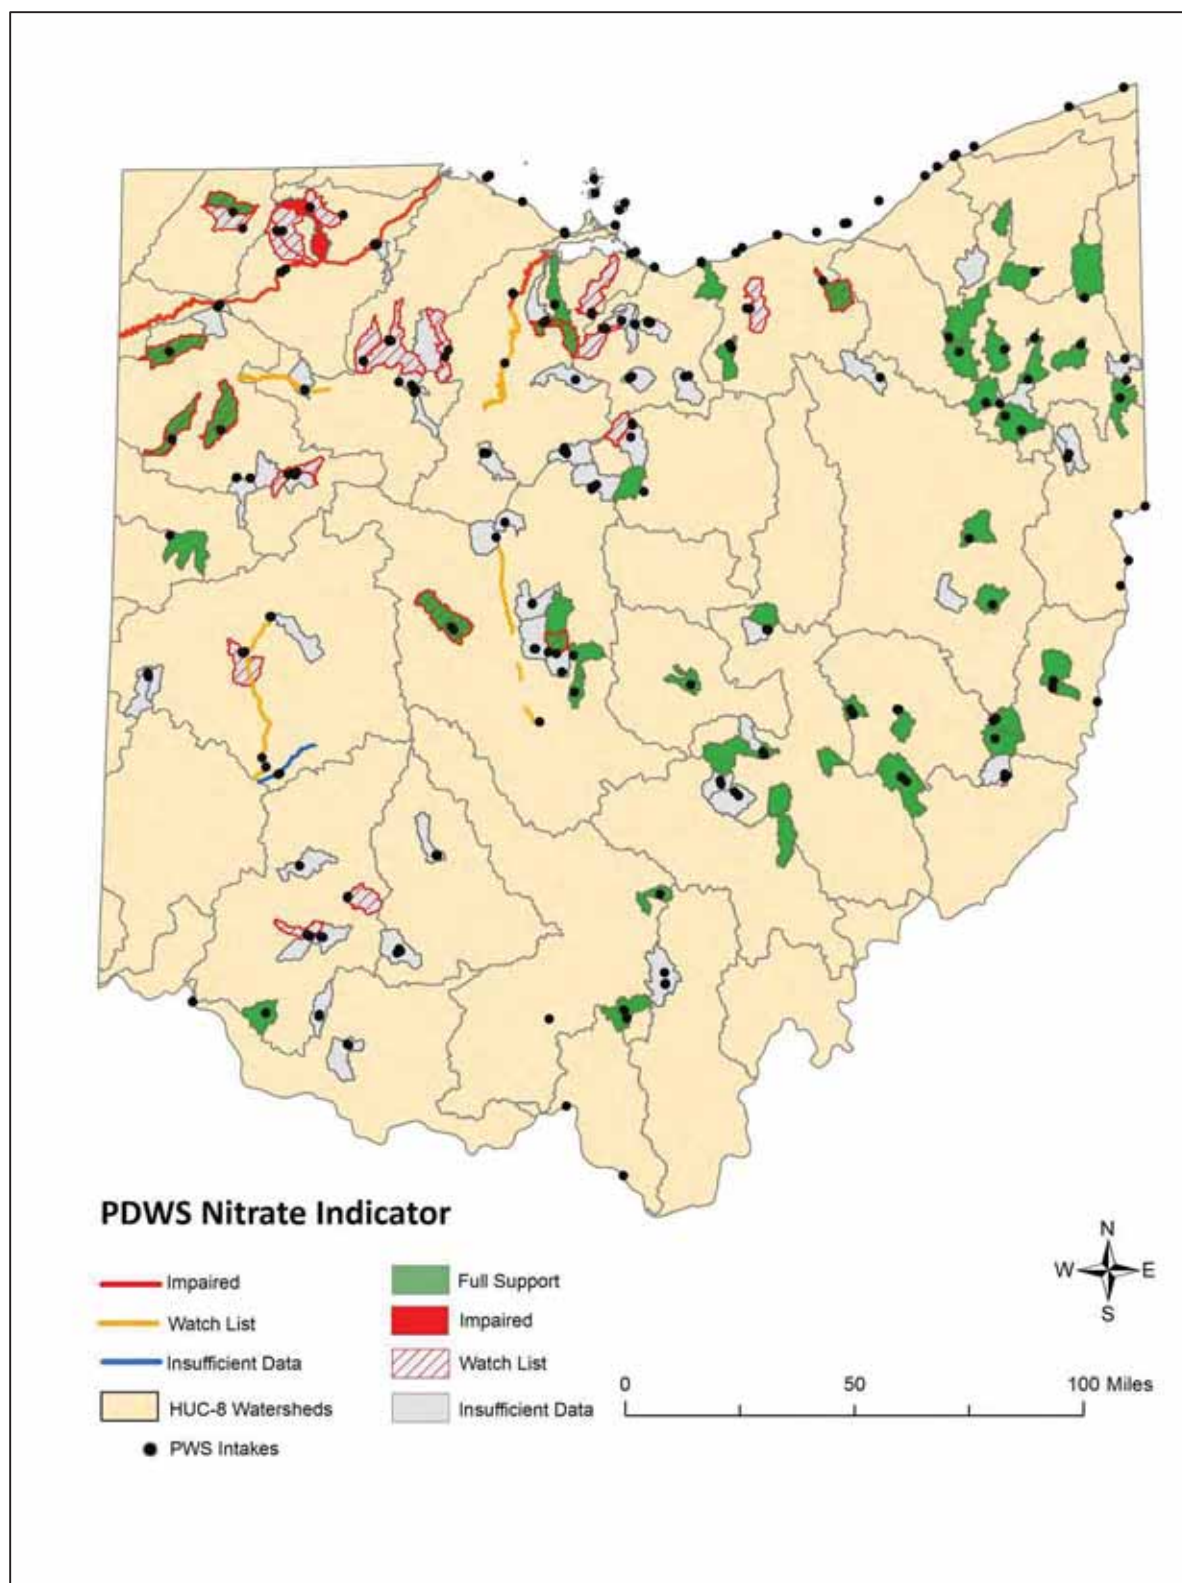 PDWS Nitrate Indicator
Impaired
Watch List
Insufficient Data
HUC-8 Watersheds
PWS Intakes
Full Support
Impaired
Watch List
Insufficient Data
N
W E
S
0 50 100 Miles